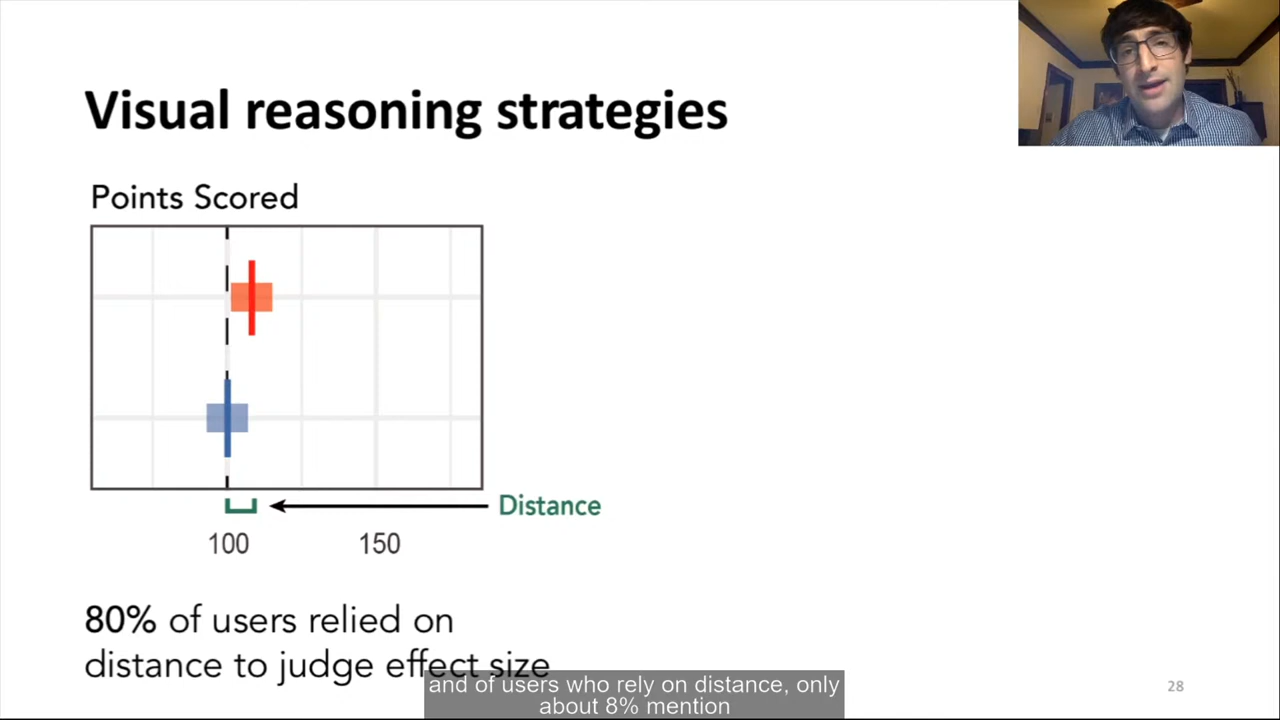 Visual reasoning strategies
Points Scored
Distance
100 150
80% of users relied on
distance to judge effect size
and of users who rely on distance, only
about 8% mention
28